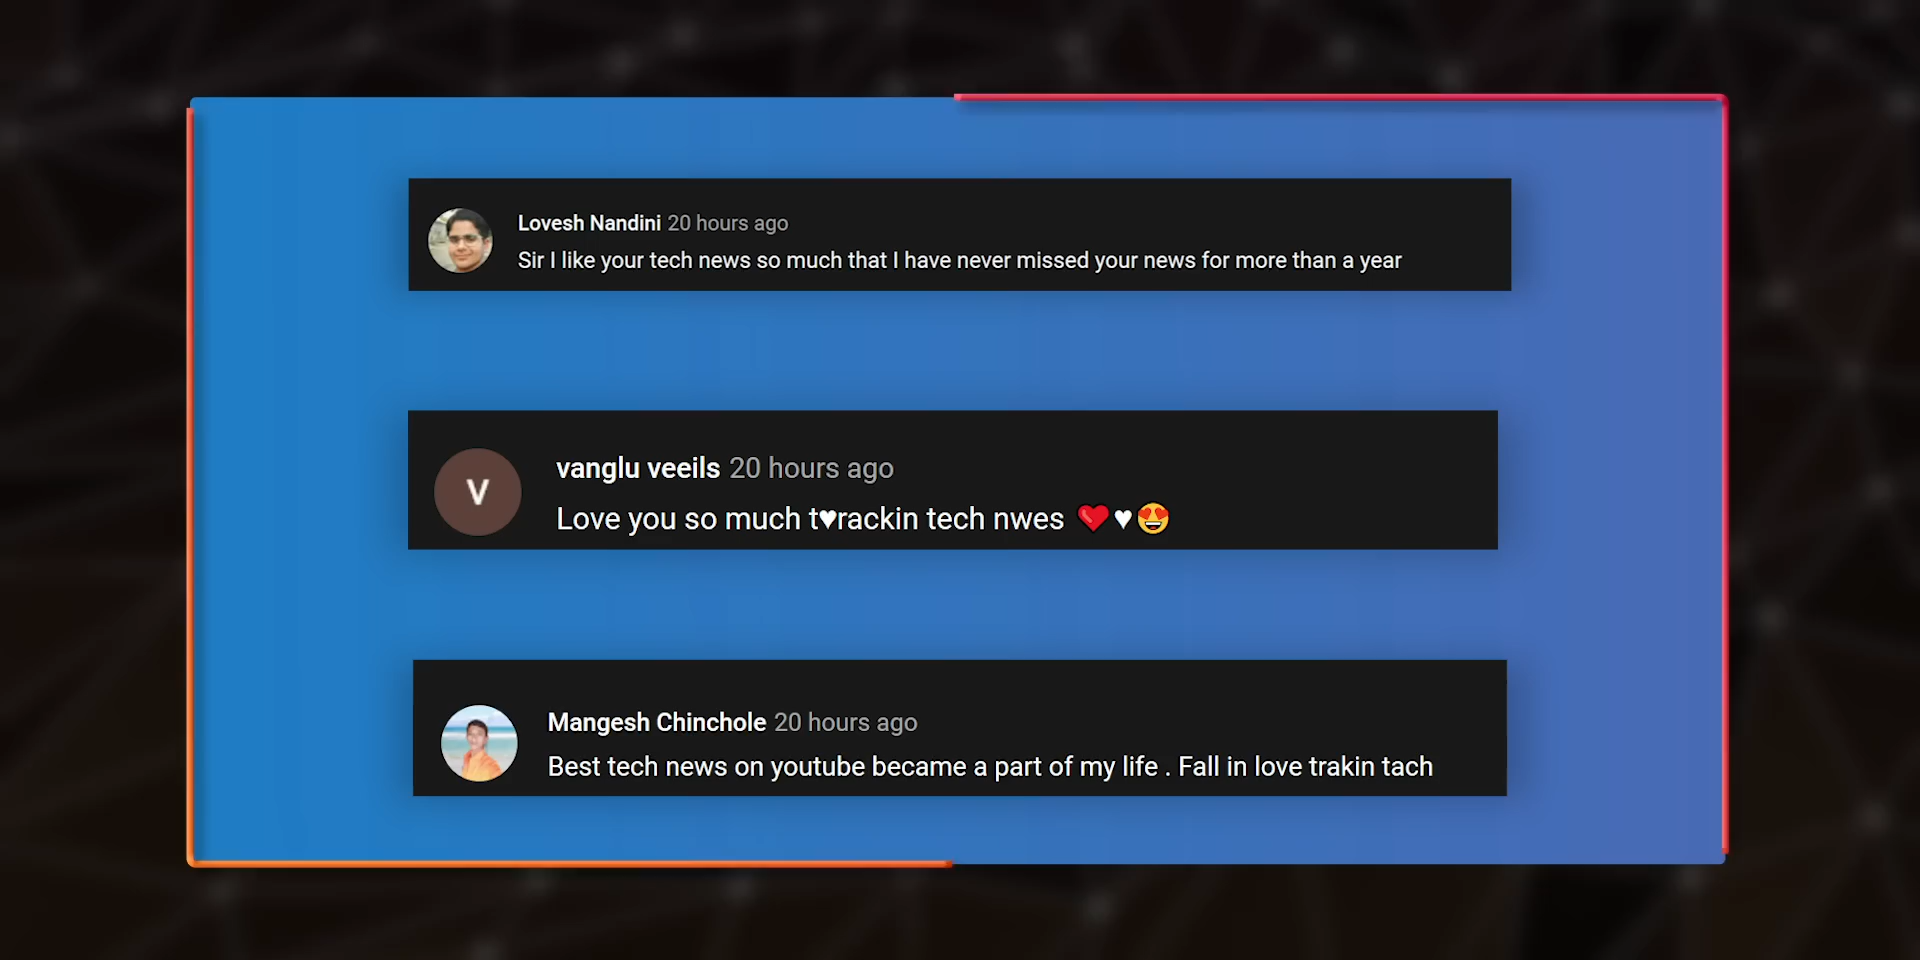 Lovesh Nandini 20 hours ago
Sir I like your tech news so much that I have never missed your news for more than a year
V
vanglu veeils 20 hours ago
Love you so much t♥rackin tech nwes ❤️♥😍
Mangesh Chinchole 20 hours ago
Best tech news on youtube became a part of my life . Fall in love trakin tach